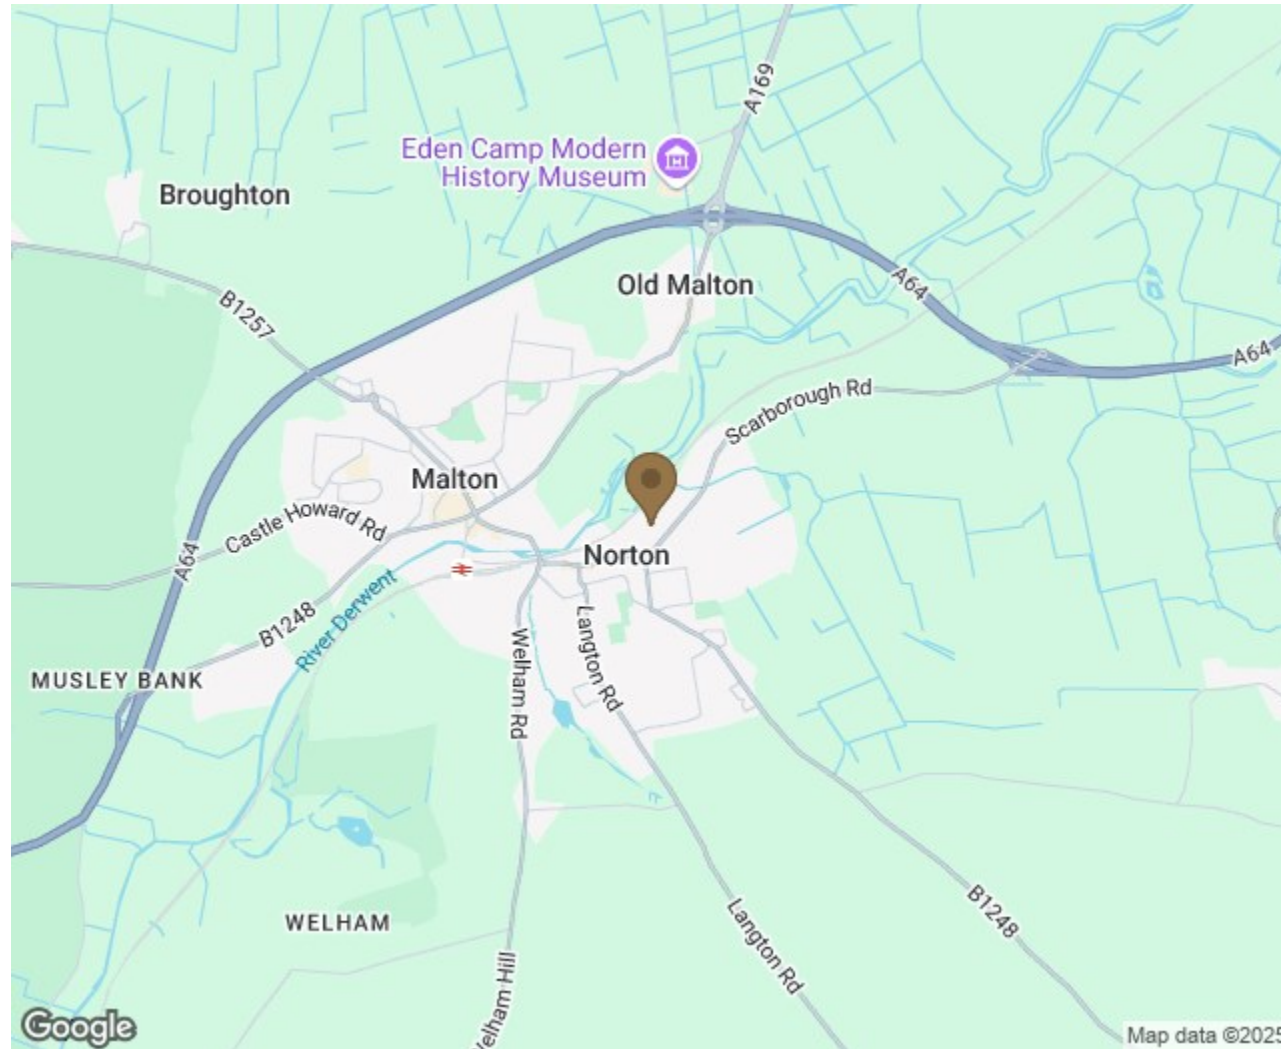 A169
Eden Camp Modern
History Museum
Broughton
Old Malton
A64
B1257
A64
Scarborough Rd
Malton
Castle Howard Rd
A64
Norton
River Derwent
B1248
Langton Rd
Welham Rd
MUSLEY BANK
B1248
WELHAM
Langton Rd
Welham Hill
Google
Map data ©2025